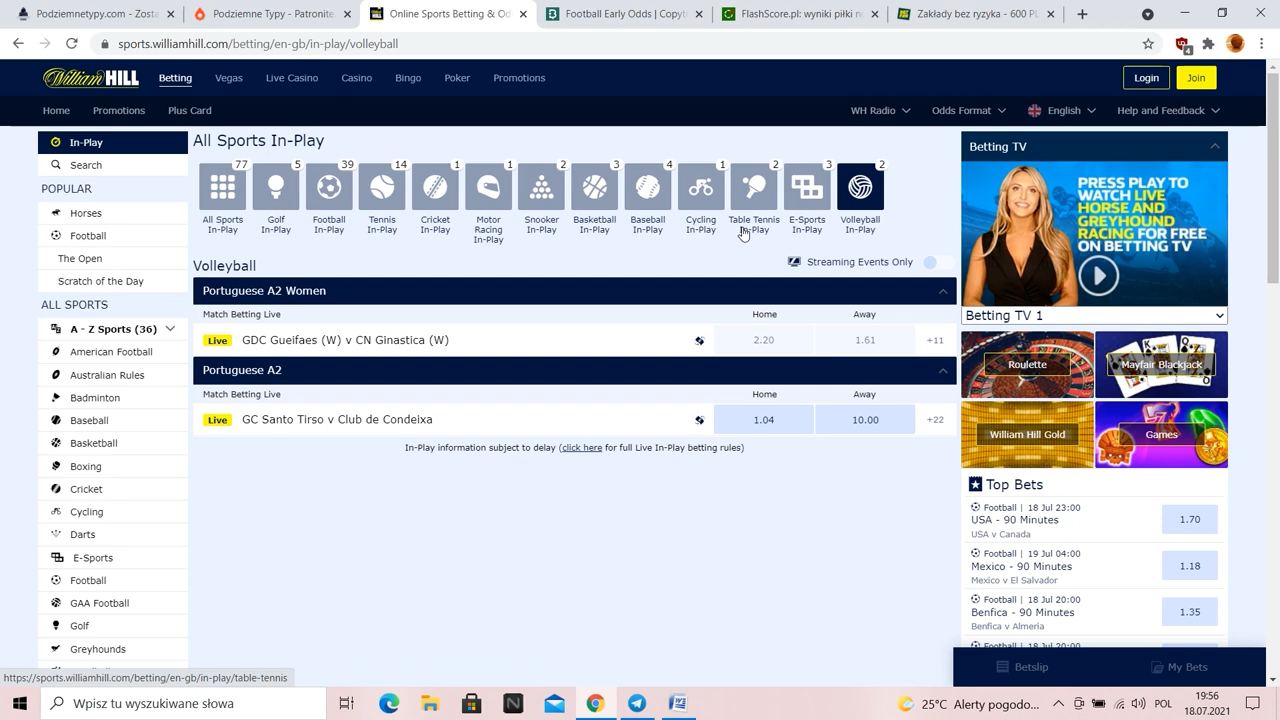 Podziemnetypy.com - Zosta
Podziemne Typy - Patronite.
Online Sports Betting & Od
Football Early Odds | Copyt
FlashScore.pl: wyniki piłki no
Zakłady bez ryzyka - 600 PL
sports.williamhill.com/betting/en-gb/in-play/volleyball
4
William HILL
Betting
Vegas
Live Casino
Casino
Bingo
Poker
Promotions
Login
Join
Home
Promotions
Plus Card
WH Radio
Odds Format
English
Help and Feedback
In-Play
Search
POPULAR
Horses
Football
The Open
Scratch of the Day
ALL SPORTS
A - Z Sports (36)
American Football
Australian Rules
Badminton
Baseball
Basketball
Boxing
Cricket
Cycling
Darts
E-Sports
Football
GAA Football
Golf
Greyhounds
All Sports In-Play
77 5 39 14 1 1 2 3 4 1 2 3 2
All Sports In-Play
Golf In-Play
Football In-Play
Tennis In-Play
Cricket In-Play
Motor Racing In-Play
Snooker In-Play
Basketball In-Play
Baseball In-Play
Cycling In-Play
Table Tennis In-Play
E-Sports In-Play
Volleyball In-Play
Volleyball
Streaming Events Only
Portuguese A2 Women
Match Betting Live Home Away
Live GDC Gueifaes (W) v CN Ginastica (W) 2.20 1.61 +11
Portuguese A2
Match Betting Live Home Away
Live GC Santo Tirso v Club de Condeixa 1.04 10.00 +22
In-Play information subject to delay (click here for full Live In-Play betting rules)
Betting TV
PRESS PLAY TO
WATCH LIVE
HORSE AND
GREYHOUND
RACING FOR FREE
ON BETTING TV
Betting TV 1
Roulette
Mayfair Blackjack
William Hill Gold
Games
Top Bets
Football | 18 Jul 23:00
USA - 90 Minutes 1.70
USA v Canada
Football | 19 Jul 04:00
Mexico - 90 Minutes 1.18
Mexico v El Salvador
Football | 18 Jul 20:00
Benfica - 90 Minutes 1.35
Benfica v Almeria
Betslip
My Bets
https://sports.williamhill.com/betting/en-gb/in-play/table-tennis
Wpisz tu wyszukiwane słowa
25°C Alerty pogodo...
POL
19:56
18.07.2021